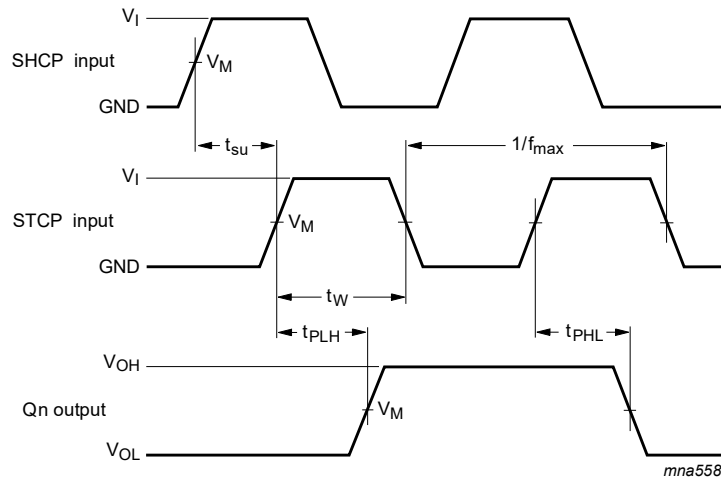 VI
SHCP input
VM
GND
tsu
1/fmax
VI
STCP input
VM
GND
tW
tPLH
tPHL
VOH
Qn output
VM
VOL
mna558